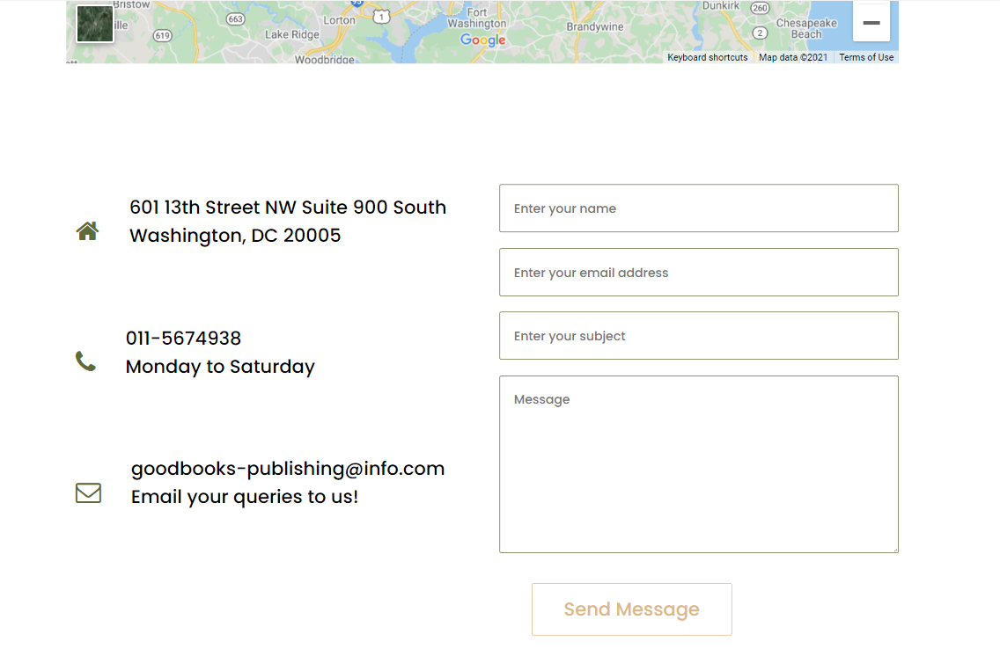 Bristow
ille
663
619
Lake Ridge
Lorton
95
1
Woodbridge
Fort
Washington
Google
Brandywine
Dunkirk
260
2
Chesapeake
Beach
Keyboard shortcuts
Map data ©2021
Terms of Use
601 13th Street NW Suite 900 South
Washington, DC 20005
011-5674938
Monday to Saturday
goodbooks-publishing@info.com
Email your queries to us!
Enter your name
Enter your email address
Enter your subject
Message
Send Message